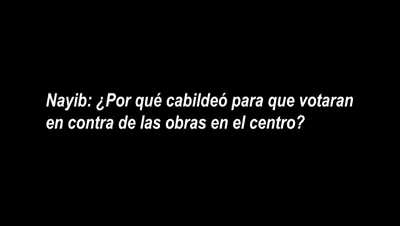 Nayib: ¿Por qué cabildeó para que votaran
en contra de las obras en el centro?